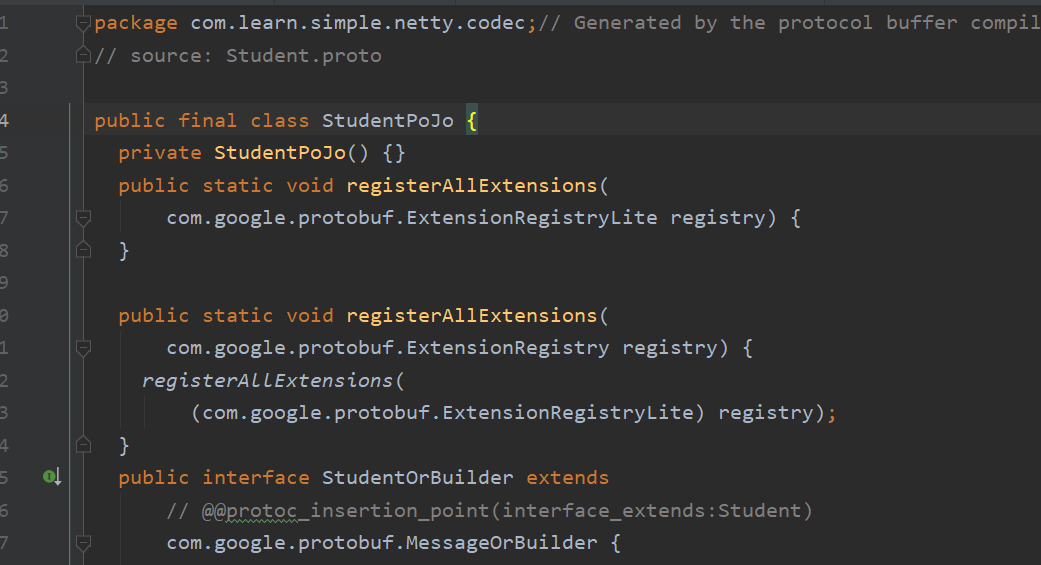 1 package com.learn.simple.netty.codec;// Generated by the protocol buffer compil
2 // source: Student.proto
3
4 public final class StudentPoJo {
5 private StudentPoJo() {}
6 public static void registerAllExtensions(
7 com.google.protobuf.ExtensionRegistryLite registry) {
8 }
9
0 public static void registerAllExtensions(
1 com.google.protobuf.ExtensionRegistry registry) {
2 registerAllExtensions(
3 (com.google.protobuf.ExtensionRegistryLite) registry);
4 }
5 public interface StudentOrBuilder extends
6 // @@protoc_insertion_point(interface_extends:Student)
7 com.google.protobuf.MessageOrBuilder {